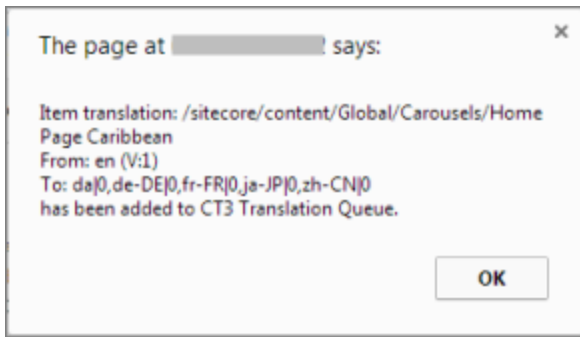 The page at says:
Item translation: /sitecore/content/Global/Carousels/Home
Page Caribbean
From: en (V:1)
To: da|0,de-DE|0,fr-FR|0,ja-JP|0,zh-CN|0
has been added to CT3 Translation Queue.
OK